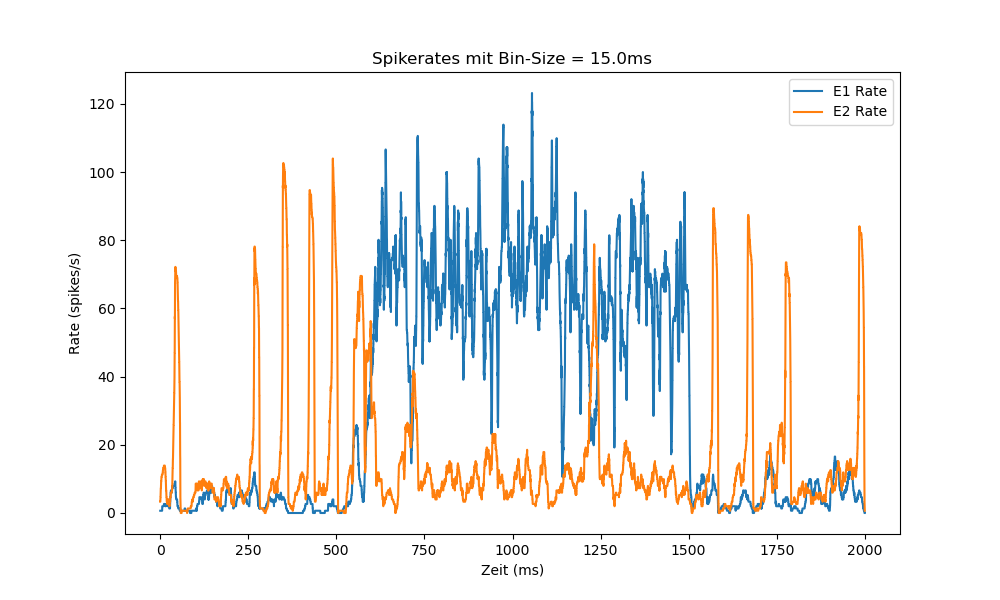 Spikerates mit Bin-Size = 15.0ms
E1 Rate
E2 Rate
Rate (spikes/s)
120
100
80
60
40
20
0
0 250 500 750 1000 1250 1500 1750 2000
Zeit (ms)